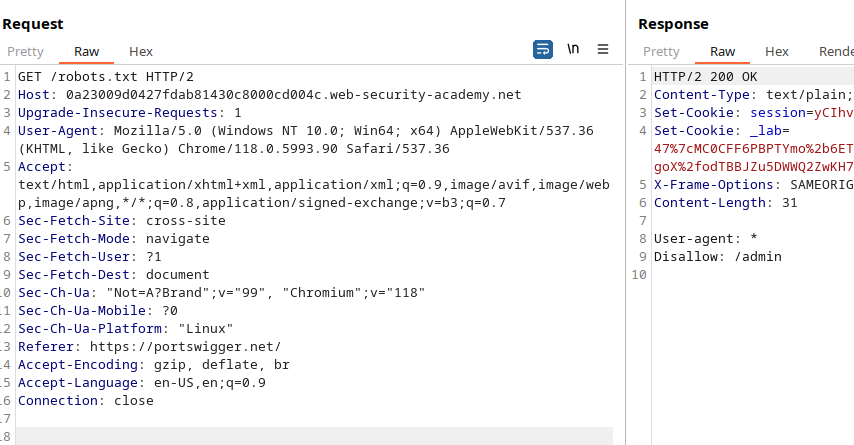 Request
Pretty Raw Hex \n
1 GET /robots.txt HTTP/2
2 Host: 0a23009d0427fdab81430c8000cd004c.web-security-academy.net
3 Upgrade-Insecure-Requests: 1
4 User-Agent: Mozilla/5.0 (Windows NT 10.0; Win64; x64) AppleWebKit/537.36
(KHTML, like Gecko) Chrome/118.0.5993.90 Safari/537.36
5 Accept:
text/html,application/xhtml+xml,application/xml;q=0.9,image/avif,image/web
p,image/apng,*/*;q=0.8,application/signed-exchange;v=b3;q=0.7
6 Sec-Fetch-Site: cross-site
7 Sec-Fetch-Mode: navigate
8 Sec-Fetch-User: ?1
9 Sec-Fetch-Dest: document
10 Sec-Ch-Ua: "Not=A?Brand";v="99", "Chromium";v="118"
11 Sec-Ch-Ua-Mobile: ?0
12 Sec-Ch-Ua-Platform: "Linux"
13 Referer: https://portswigger.net/
14 Accept-Encoding: gzip, deflate, br
15 Accept-Language: en-US,en;q=0.9
16 Connection: close
17
18
Response
Pretty Raw Hex Rende
1 HTTP/2 200 OK
2 Content-Type: text/plain;
3 Set-Cookie: session=yCIhv
4 Set-Cookie: _lab=
47%7cMC0CFF6PBPTYmo%2b6ET
goX%2fodTBBJZu5DWWQ2ZwKH7
5 X-Frame-Options: SAMEORIG
6 Content-Length: 31
7
8 User-agent: *
9 Disallow: /admin
10